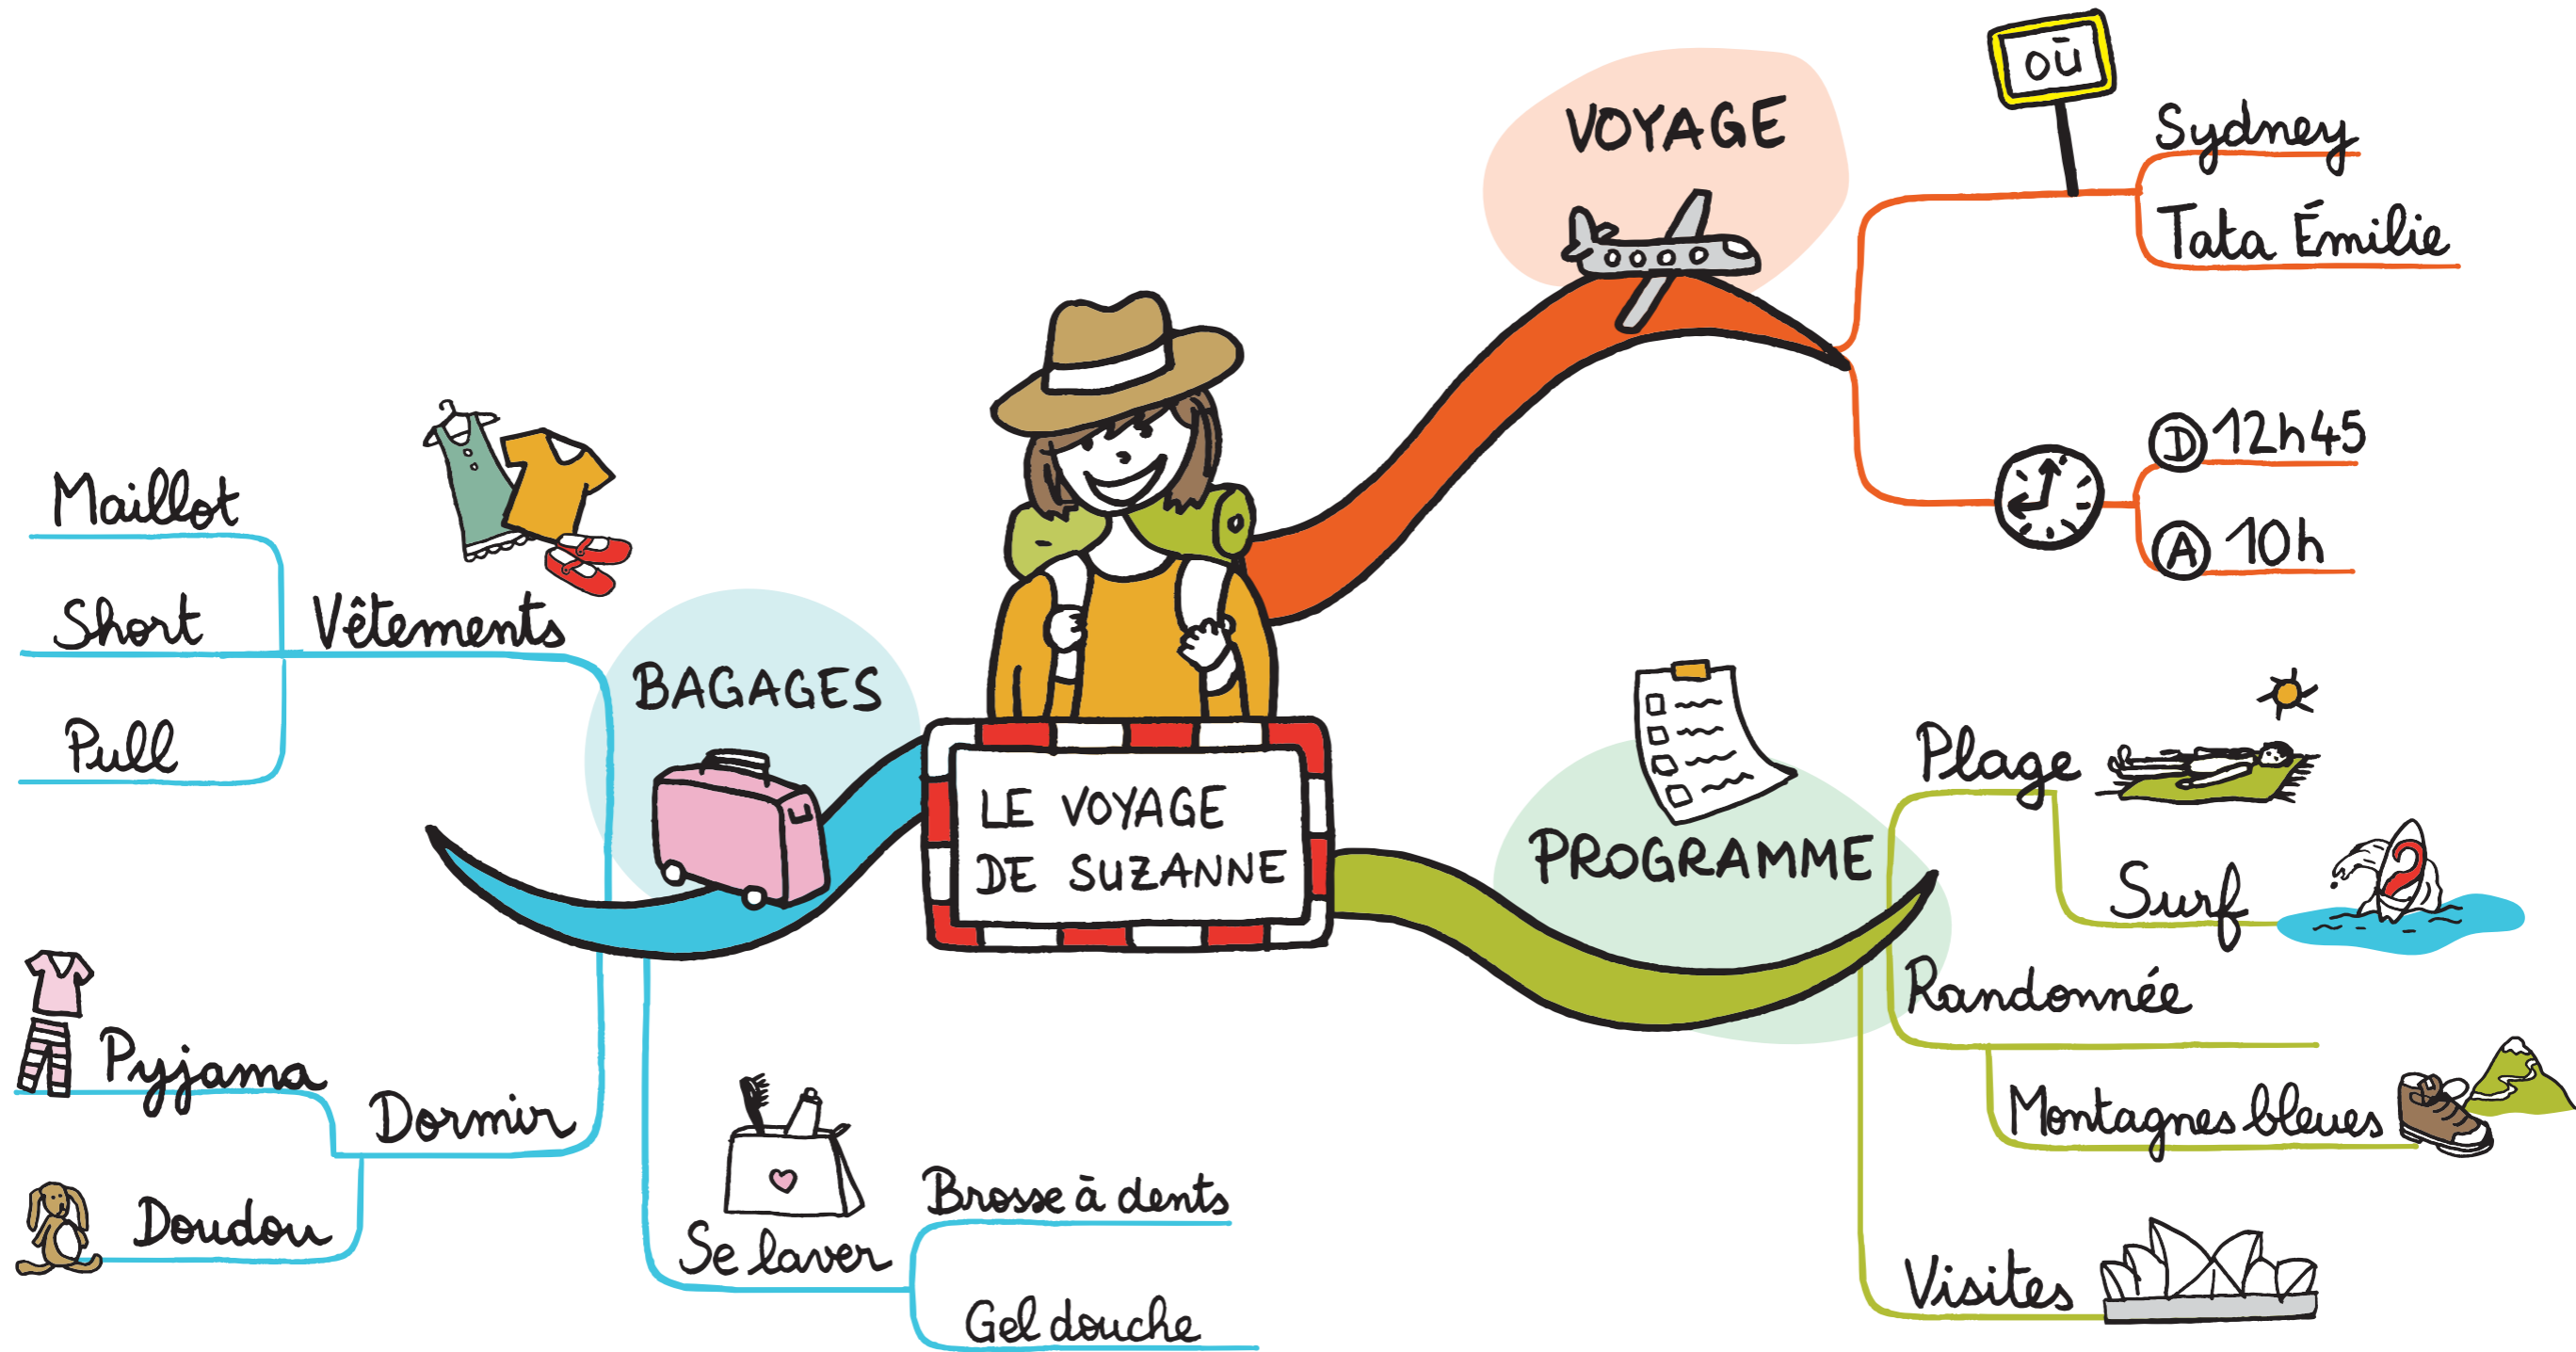 LE VOYAGE
DE SUZANNE
VOYAGE
où
Sydney
Tata Émilie
D 12h45
A 10h
PROGRAMME
Plage
Surf
Randonnée
Montagnes bleues
Visites
BAGAGES
Vêtements
Maillot
Short
Pull
Dormir
Pyjama
Doudou
Se laver
Brosse à dents
Gel douche